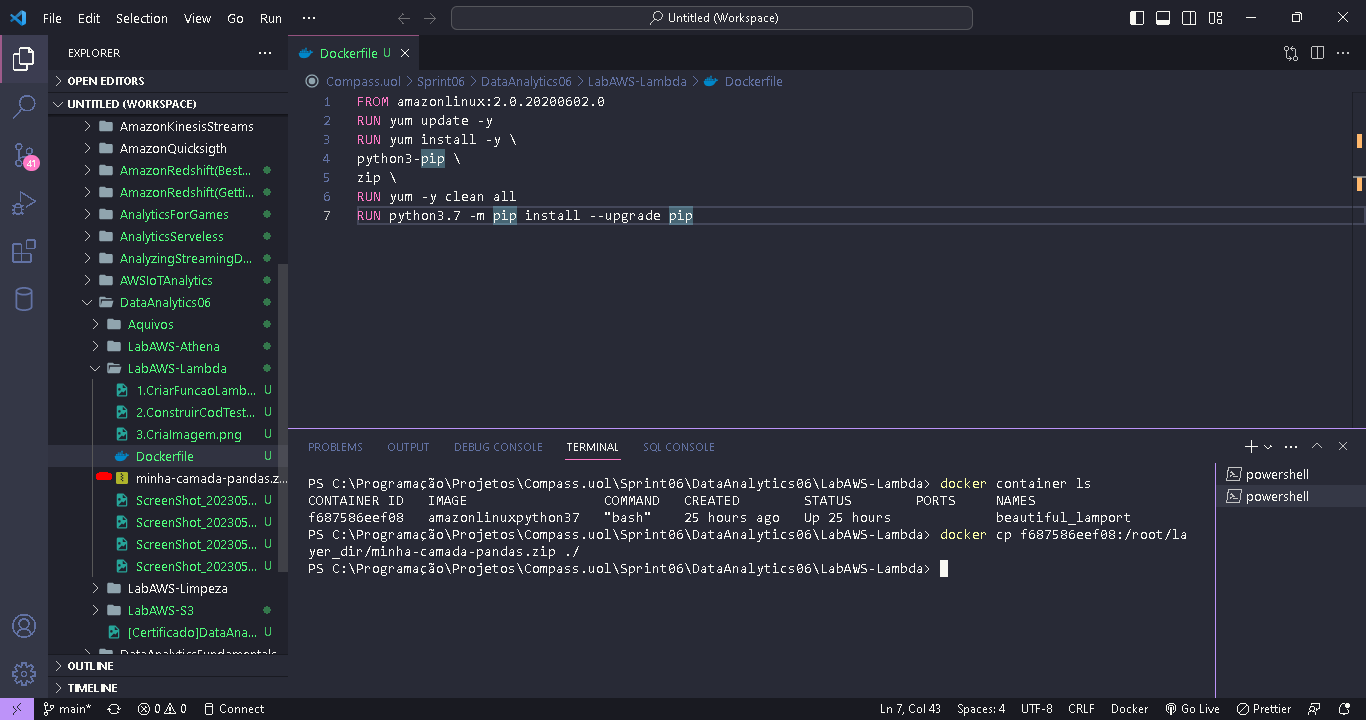 File Edit Selection View Go Run ··· Untitled (Workspace)
EXPLORER ···
OPEN EDITORS
UNTITLED (WORKSPACE)
AmazonKinesisStreams
AmazonQuicksigth
AmazonRedshift(Best...
AmazonRedshift(Getti...
AnalyticsForGames
AnalyticsServeless
AnalyzingStreamingD...
AWSIoTAnalytics
DataAnalytics06
Aquivos
LabAWS-Athena
LabAWS-Lambda
1.CriarFuncaoLamb... U
2.ConstruirCodTest... U
3.CriaImagem.png U
Dockerfile U
minha-camada-pandas.z...
ScreenShot_202305... U
ScreenShot_202305... U
ScreenShot_202305... U
ScreenShot_202305... U
LabAWS-Limpeza
LabAWS-S3
[Certificado]DataAna... U
DataAnalyticsFundamentals
OUTLINE
TIMELINE
41
Dockerfile U
Compass.uol > Sprint06 > DataAnalytics06 > LabAWS-Lambda > Dockerfile
1 FROM amazonlinux:2.0.20200602.0
2 RUN yum update -y
3 RUN yum install -y \
4 python3-pip \
5 zip \
6 RUN yum -y clean all
7 RUN python3.7 -m pip install --upgrade pip
PROBLEMS OUTPUT DEBUG CONSOLE TERMINAL SQL CONSOLE
PS C:\Programação\Projetos\Compass.uol\Sprint06\DataAnalytics06\LabAWS-Lambda> docker container ls
CONTAINER ID IMAGE COMMAND CREATED STATUS PORTS NAMES
f687586eef08 amazonlinuxpython37 "bash" 25 hours ago Up 25 hours beautiful_lamport
PS C:\Programação\Projetos\Compass.uol\Sprint06\DataAnalytics06\LabAWS-Lambda> docker cp f687586eef08:/root/la
yer_dir/minha-camada-pandas.zip ./
PS C:\Programação\Projetos\Compass.uol\Sprint06\DataAnalytics06\LabAWS-Lambda>
powershell
powershell
main* 0 0 Connect Ln 7, Col 43 Spaces: 4 UTF-8 CRLF Docker Go Live Prettier